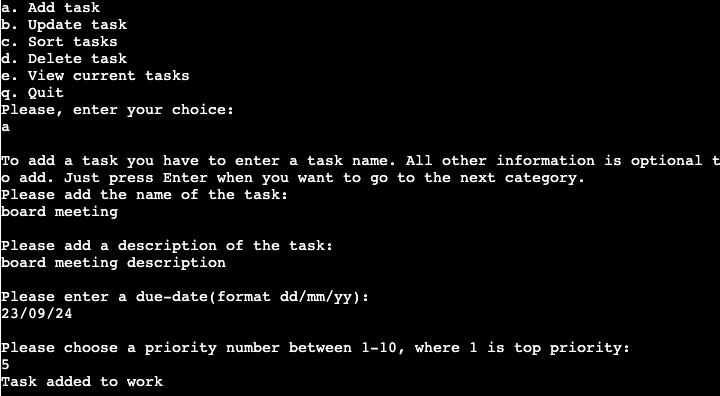 a. Add task
b. Update task
c. Sort tasks
d. Delete task
e. View current tasks
q. Quit
Please, enter your choice:
a
To add a task you have to enter a task name. All other information is optional t
o add. Just press Enter when you want to go to the next category.
Please add the name of the task:
board meeting
Please add a description of the task:
board meeting description
Please enter a due-date(format dd/mm/yy):
23/09/24
Please choose a priority number between 1-10, where 1 is top priority:
5
Task added to work